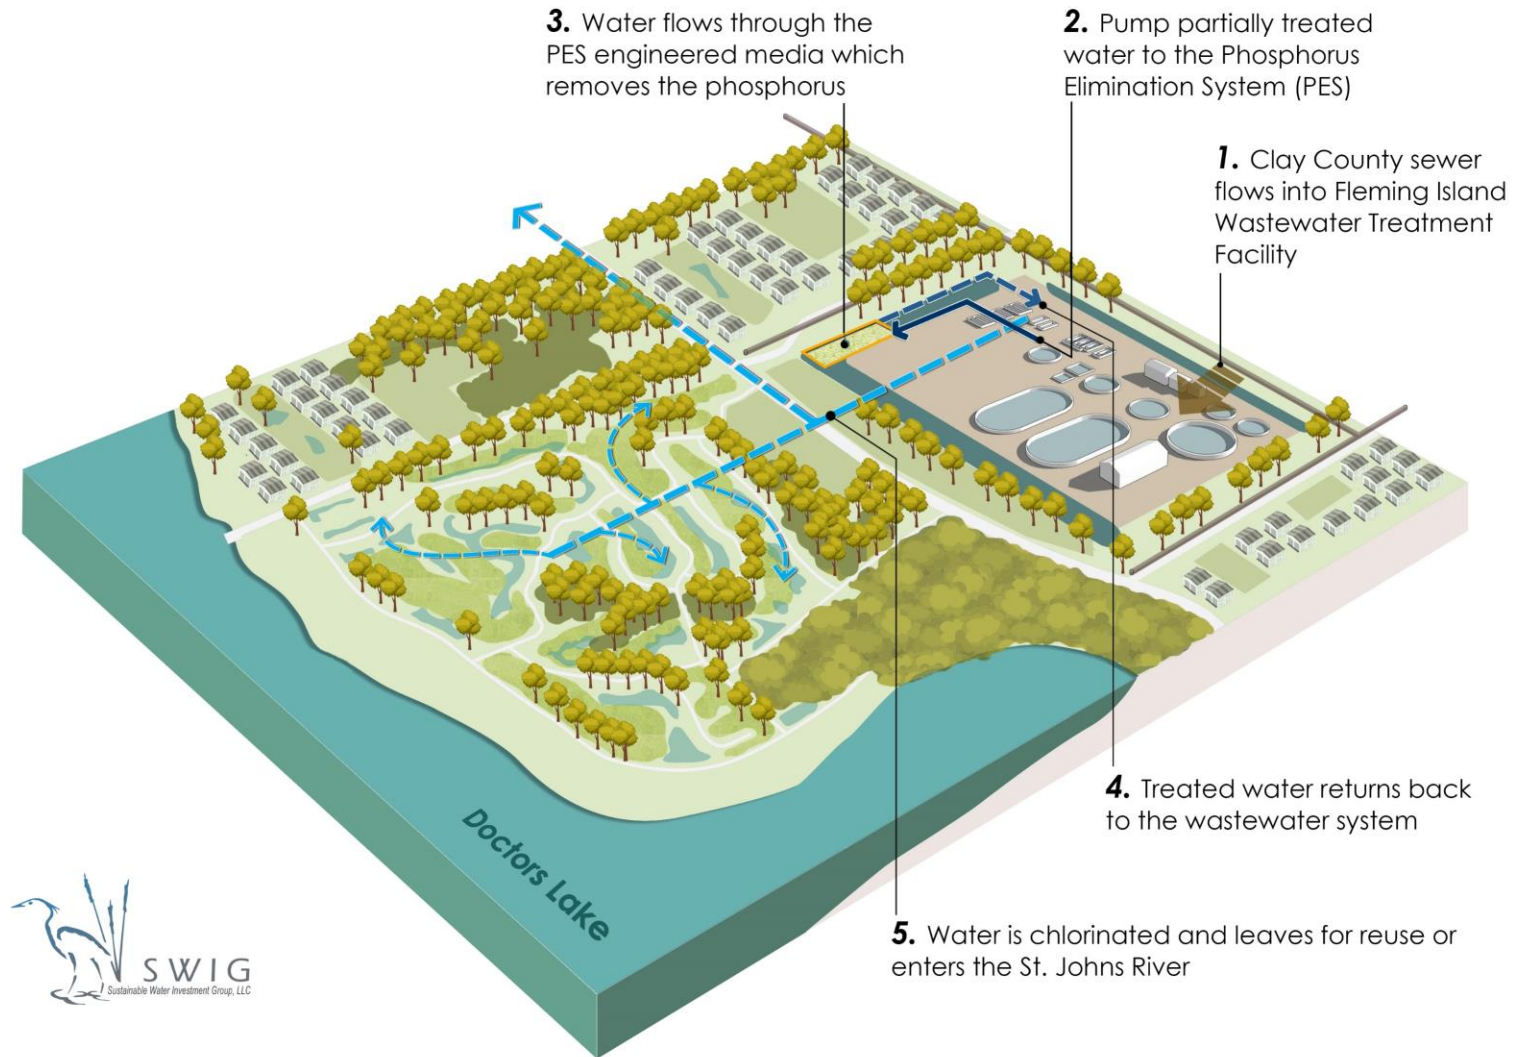 3. Water flows through the
PES engineered media which
removes the phosphorus
2. Pump partially treated
water to the Phosphorus
Elimination System (PES)
1. Clay County sewer
flows into Fleming Island
Wastewater Treatment
Facility
4. Treated water returns back
to the wastewater system
5. Water is chlorinated and leaves for reuse or
enters the St. Johns River
Doctors Lake
SWIG
Sustainable Water Investment Group, LLC